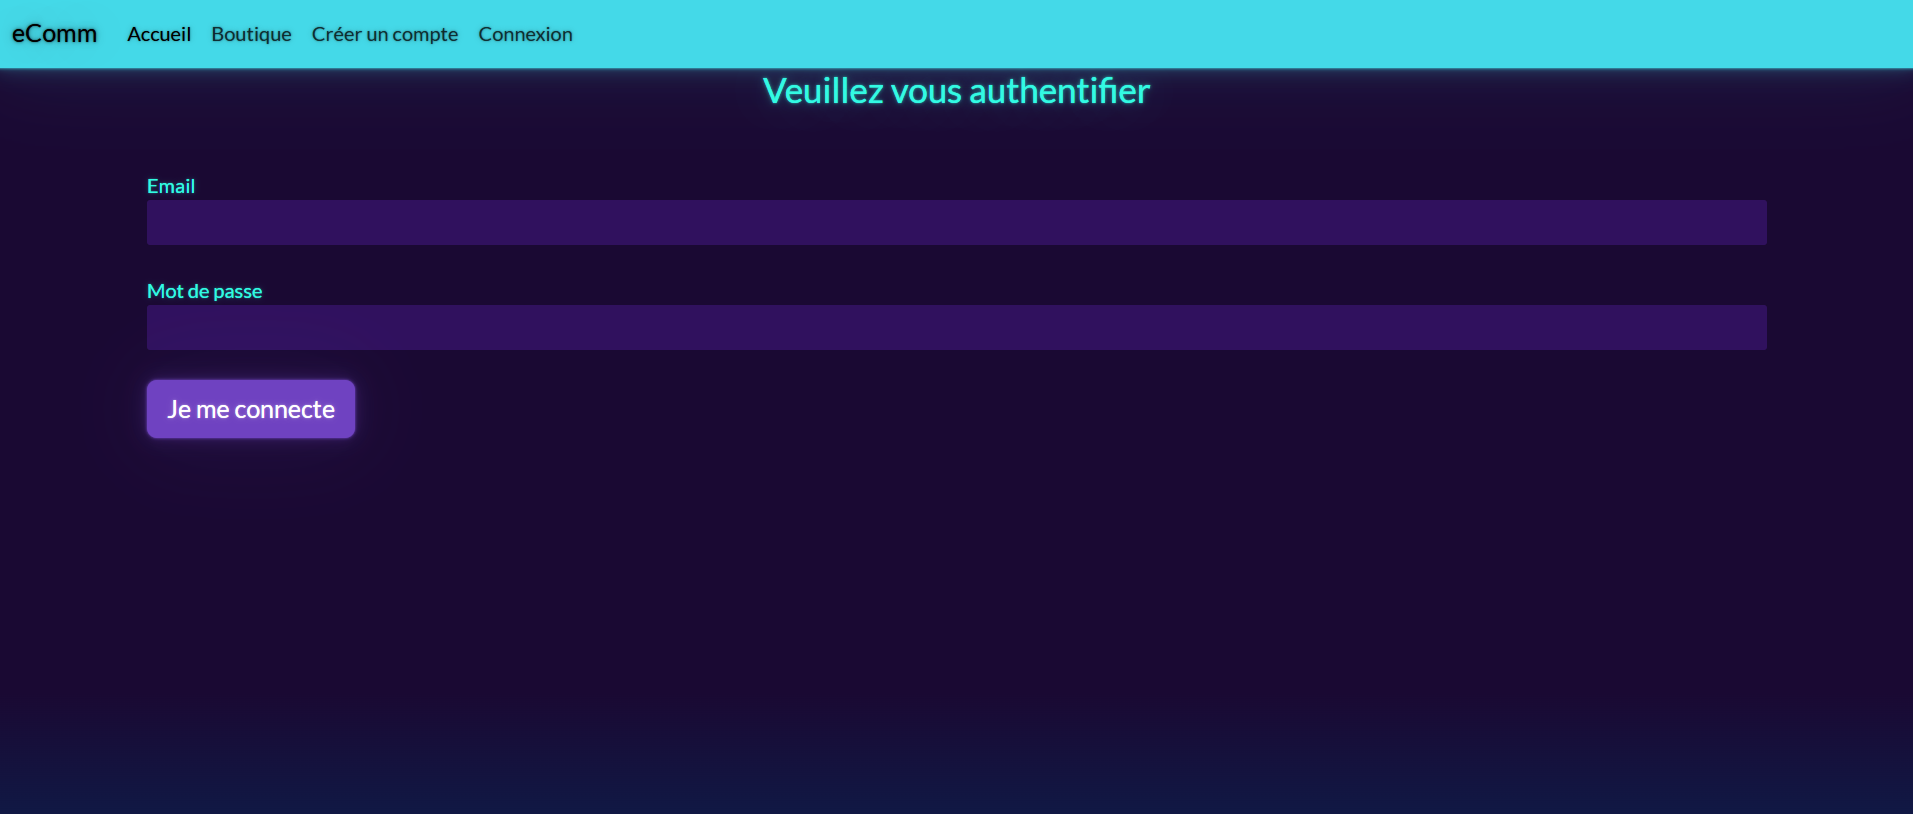 eComm Accueil Boutique Créer un compte Connexion
Veuillez vous authentifier
Email
Mot de passe
Je me connecte